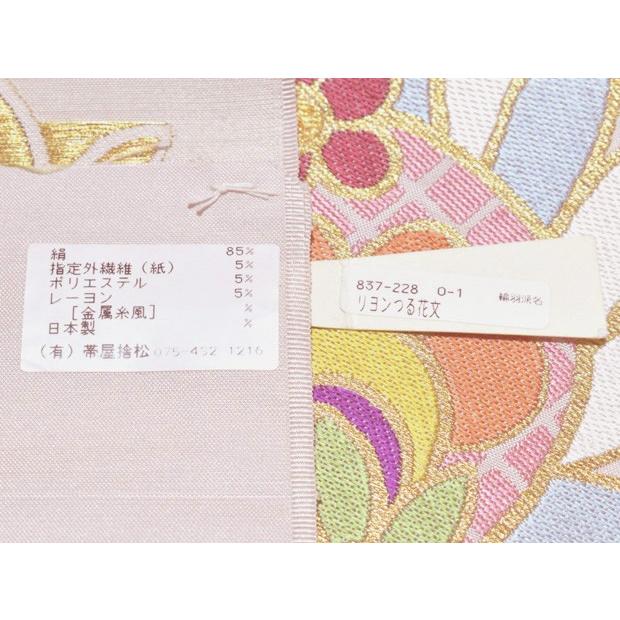 絹 85%
指定外繊維（紙） 5%
ポリエステル 5%
レーヨン 5%
[金属糸風] %
日本製 %
（有）帯屋捨松 075-432 1216
837-228 0-1
リヨンつる花文